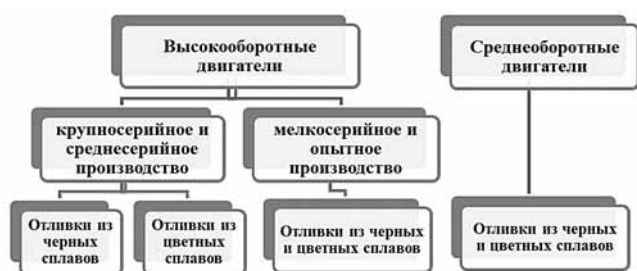 Высокооборотные
двигатели
Среднеоборотные
двигатели
крупносерийное и
среднесерийное
производство
мелкосерийное и
опытное
производство
Отливки из
черных
сплавов
Отливки из
цветных
сплавов
Отливки из черных
и цветных сплавов
Отливки из черных
и цветных сплавов